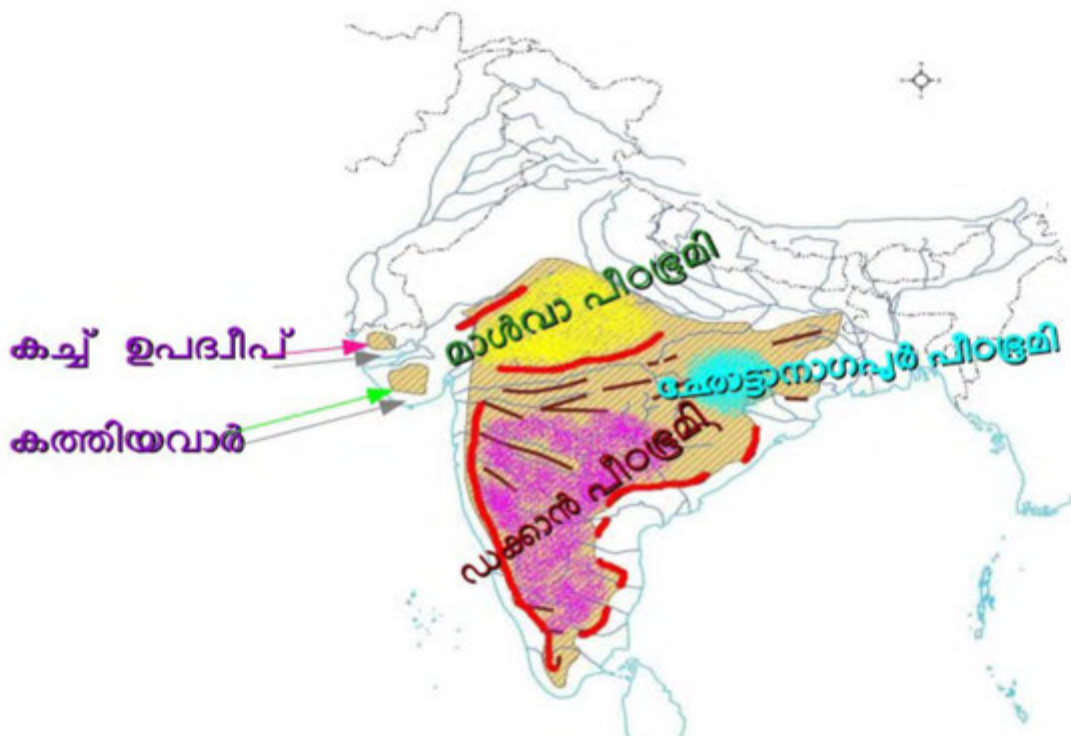 മാൾവാ പീഠഭൂമി
കച്ച് ഉപദ്വീപ്
ഛോട്ടാനാഗപൂർ പീഠഭൂമി
കത്തിയവാർ
ഡക്കാൻ പീഠഭൂമി